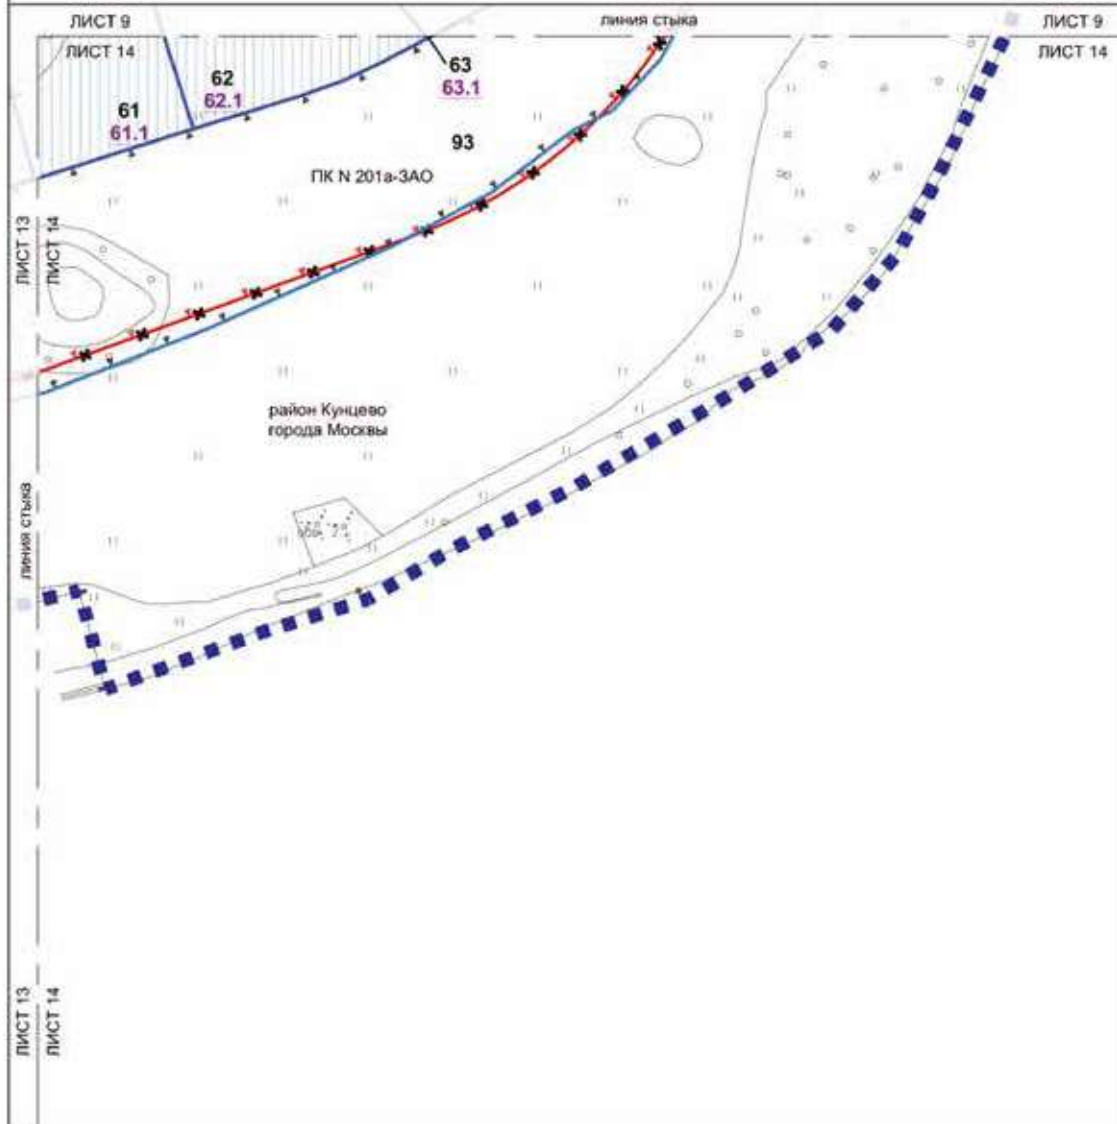 ЛИСТ 9
линия стыка
ЛИСТ 9
ЛИСТ 14
ЛИСТ 14
62
62.1
63
63.1
61
61.1
93
ПК N 201а-ЗАО
ЛИСТ 13
ЛИСТ 14
район Кунцево
города Москвы
линия стыка
ЛИСТ 13
ЛИСТ 14